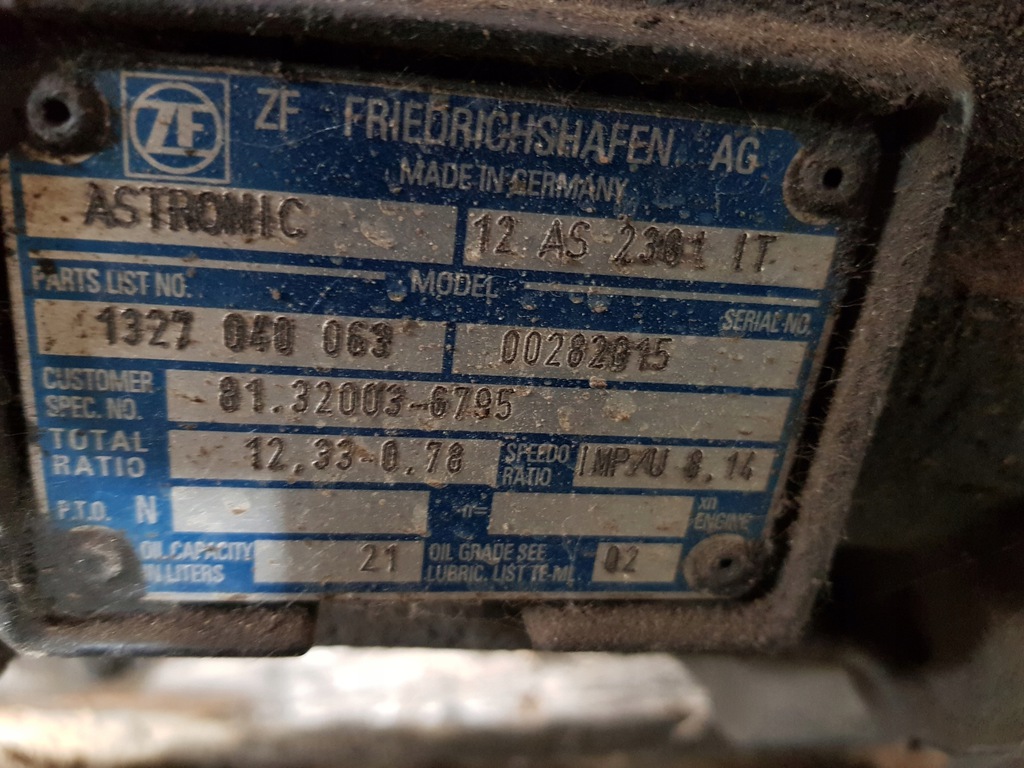 ZF ZF FRIEDRICHSHAFEN AG
MADE IN GERMANY
ASTRONIC 12 AS 2301 IT
PARTS LIST NO. MODEL
1327 040 063 SERIAL NO.
00282815
CUSTOMER SPEC. NO. 81.32003-6795
TOTAL RATIO 12,33-0.78 SPEEDO RATIO IMP/U 8.14
P.T.O. N n= xn ENGINE
OIL CAPACITY IN LITERS 21 OIL GRADE SEE LUBRIC. LIST TE-ML 02